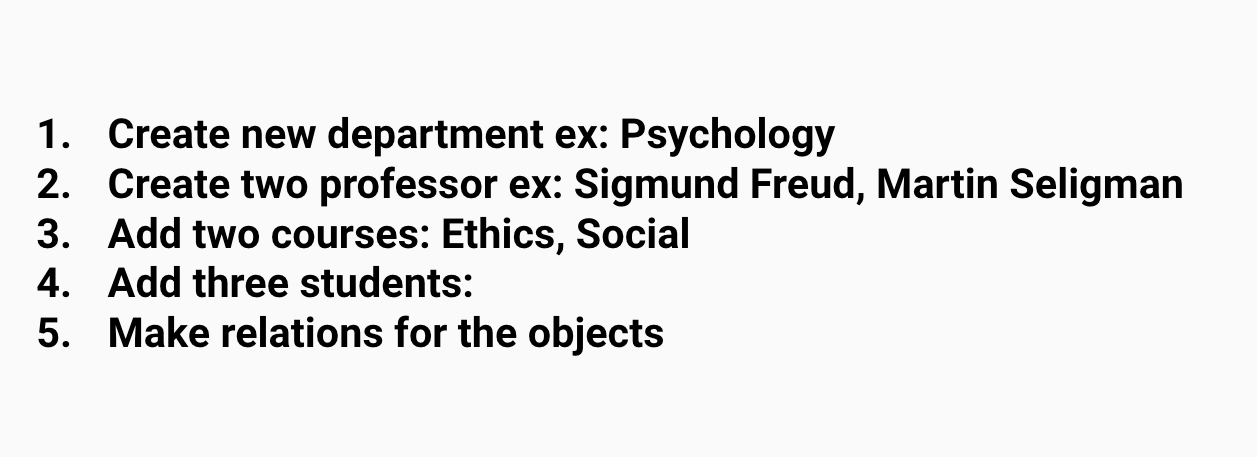 1. Create new department ex: Psychology
2. Create two professor ex: Sigmund Freud, Martin Seligman
3. Add two courses: Ethics, Social
4. Add three students:
5. Make relations for the objects